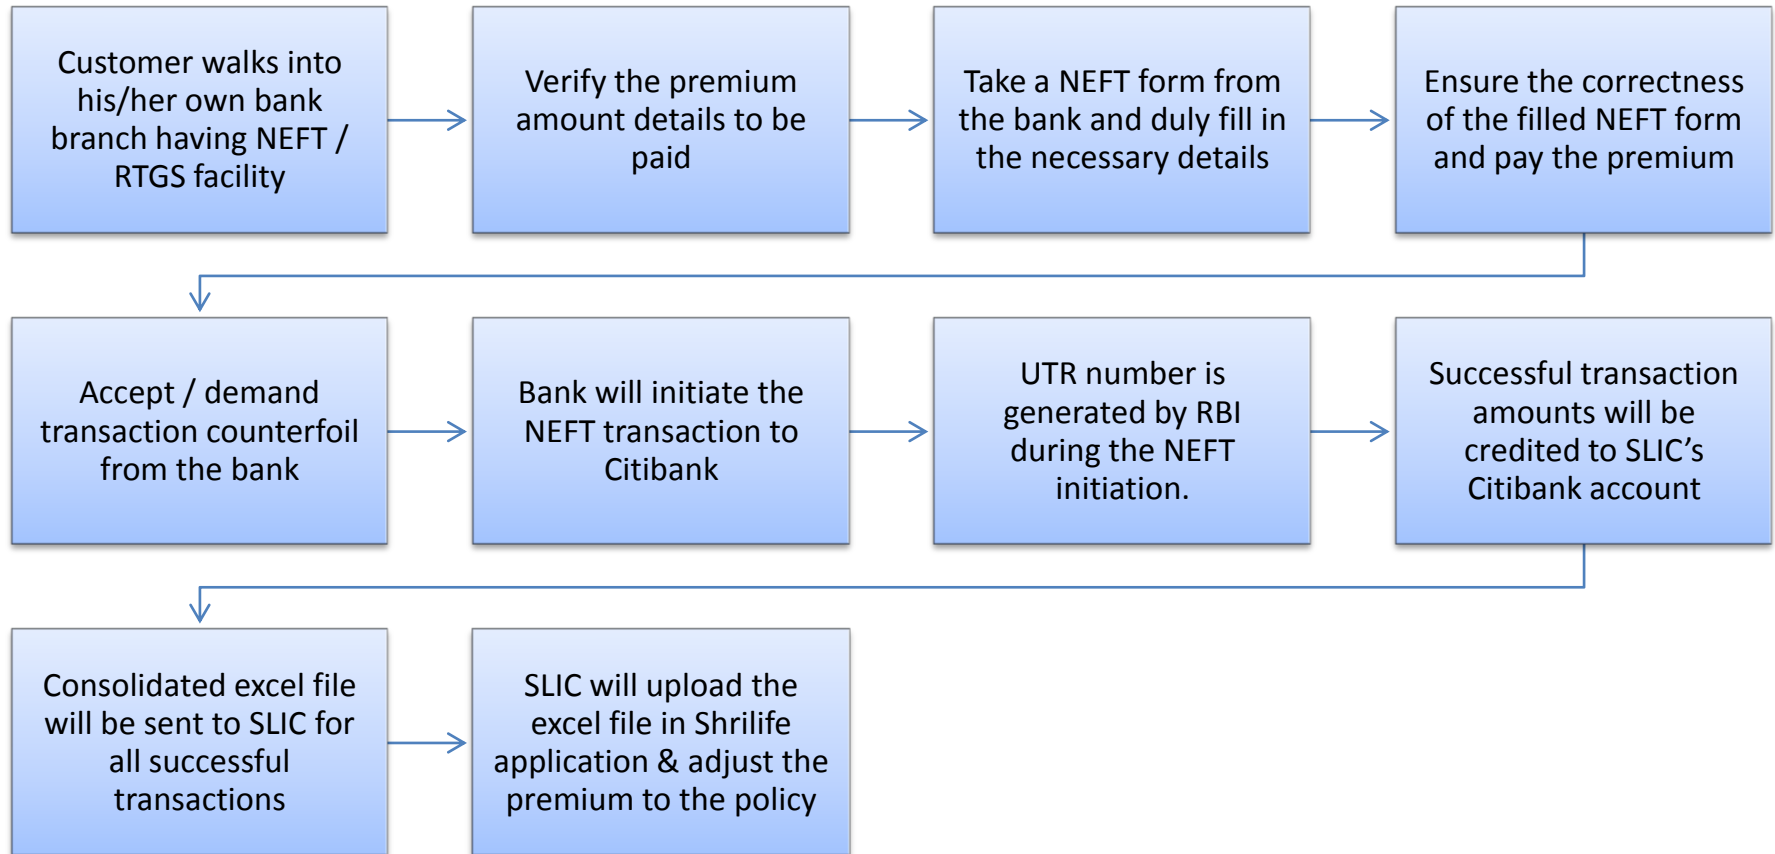 Customer walks into
his/her own bank
branch having NEFT /
RTGS facility
Verify the premium
amount details to be
paid
Take a NEFT form from
the bank and duly fill in
the necessary details
Ensure the correctness
of the filled NEFT form
and pay the premium
Accept / demand
transaction counterfoil
from the bank
Bank will initiate the
NEFT transaction to
Citibank
UTR number is
generated by RBI
during the NEFT
initiation.
Successful transaction
amounts will be
credited to SLIC’s
Citibank account
Consolidated excel file
will be sent to SLIC for
all successful
transactions
SLIC will upload the
excel file in Shrilife
application & adjust the
premium to the policy